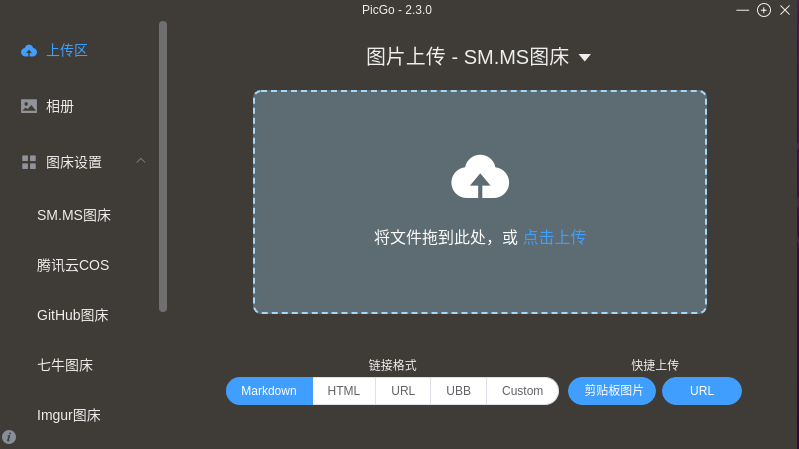 PicGo - 2.3.0
上传区
相册
图床设置
SM.MS图床
腾讯云COS
GitHub图床
七牛图床
Imgur图床
图片上传 - SM.MS图床
将文件拖到此处，或 点击上传
链接格式
Markdown HTML URL UBB Custom
快捷上传
剪贴板图片 URL